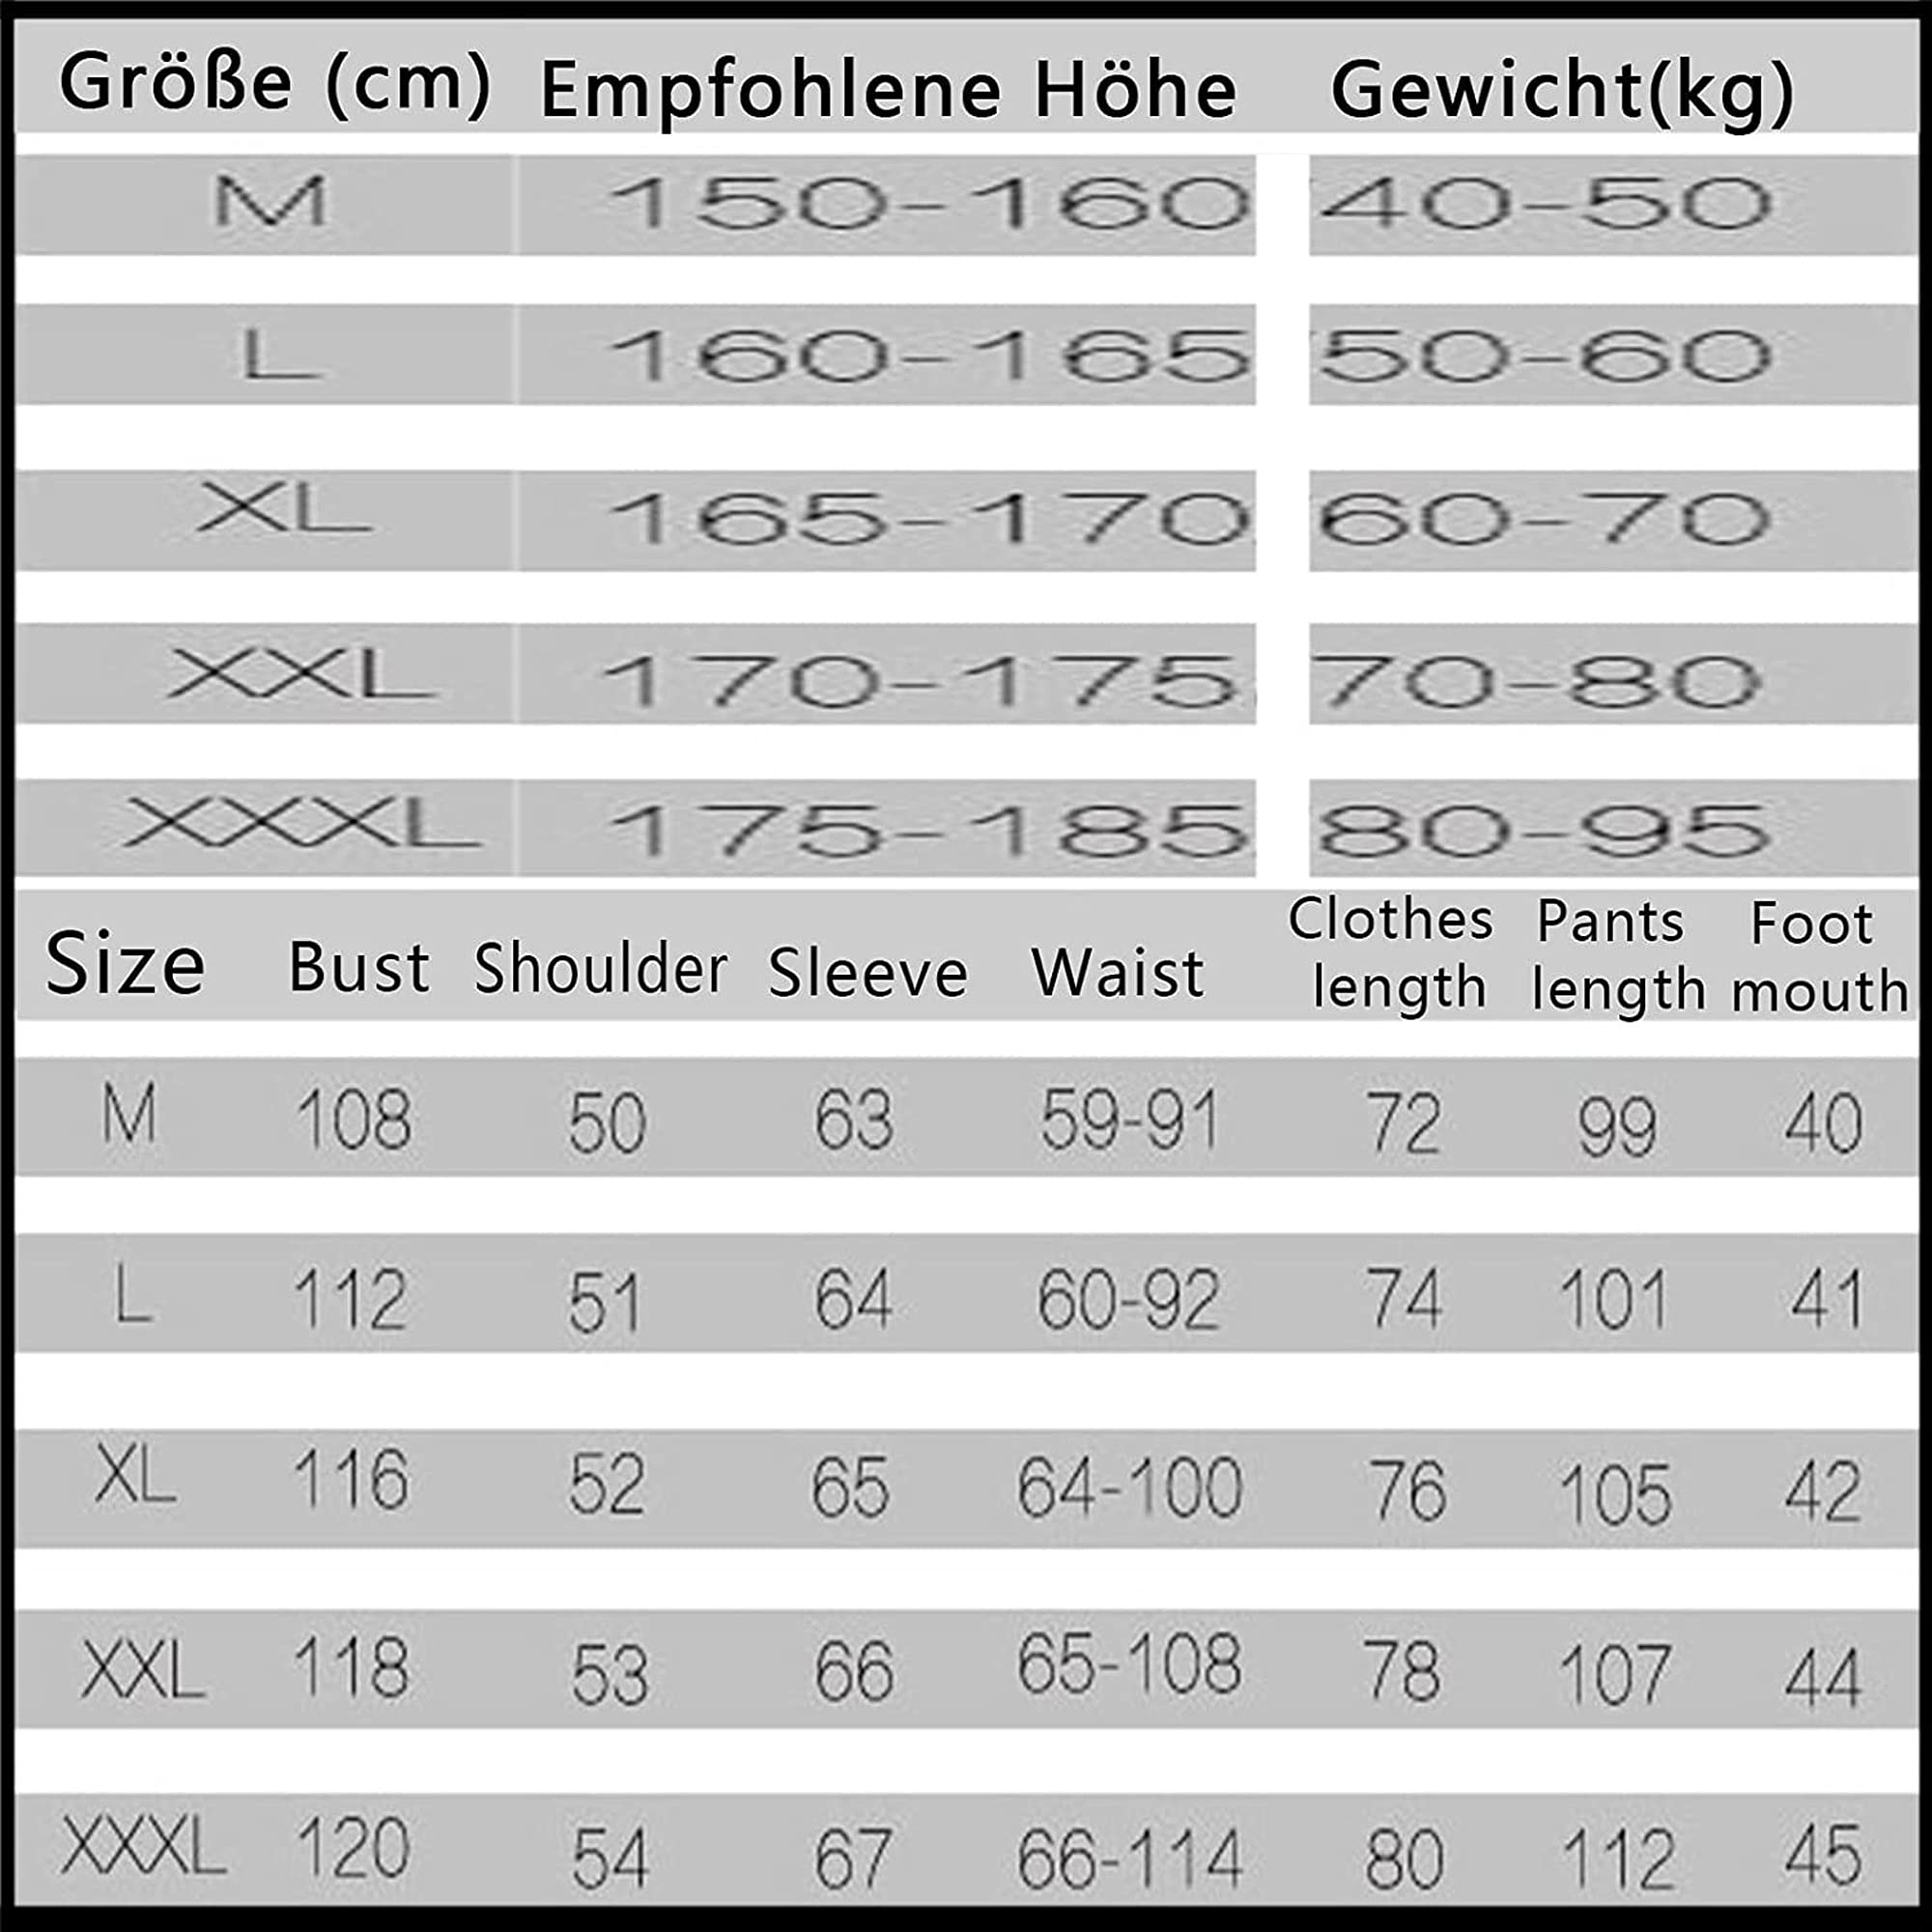 Größe (cm) Empfohlene Höhe Gewicht(kg)
M 150-160 40-50
L 160-165 50-60
XL 165-170 60-70
XXL 170-175 70-80
XXXL 175-185 80-95
Size Bust Shoulder Sleeve Waist Clothes length Pants length Foot mouth
M 108 50 63 59-91 72 99 40
L 112 51 64 60-92 74 101 41
XL 116 52 65 64-100 76 105 42
XXL 118 53 66 65-108 78 107 44
XXXL 120 54 67 66-114 80 112 45